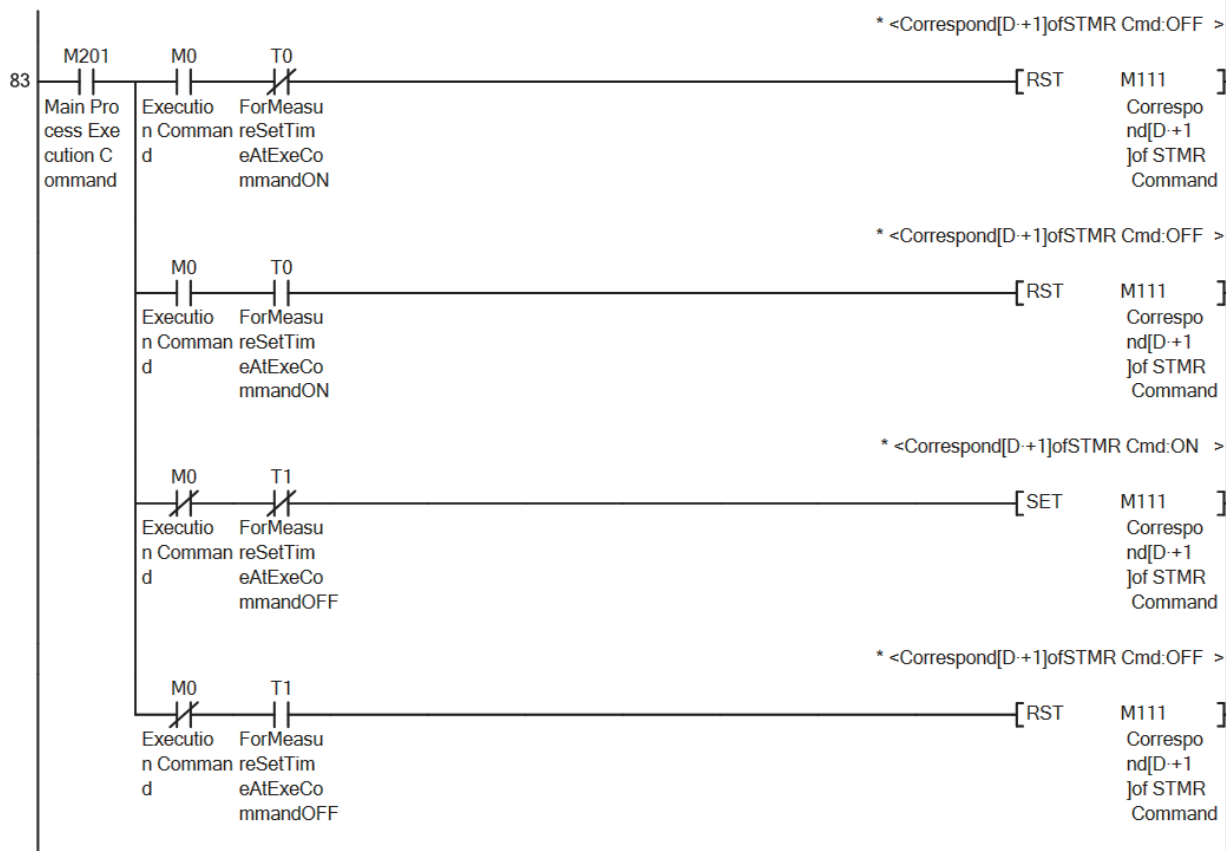 * <Correspond[D·+1]ofSTMR Cmd:OFF >
M201 M0 T0
83 [RST M111 ]
Main Pro Executio ForMeasu Correspo
cess Exe n Comman reSetTim nd[D·+1
cution C d eAtExeCo ]of STMR
ommand mmandON Command
* <Correspond[D·+1]ofSTMR Cmd:OFF >
M0 T0
[RST M111 ]
Executio ForMeasu Correspo
n Comman reSetTim nd[D·+1
d eAtExeCo ]of STMR
mmandON Command
* <Correspond[D·+1]ofSTMR Cmd:ON >
M0 T1
[SET M111 ]
Executio ForMeasu Correspo
n Comman reSetTim nd[D·+1
d eAtExeCo ]of STMR
mmandOFF Command
* <Correspond[D·+1]ofSTMR Cmd:OFF >
M0 T1
[RST M111 ]
Executio ForMeasu Correspo
n Comman reSetTim nd[D·+1
d eAtExeCo ]of STMR
mmandOFF Command